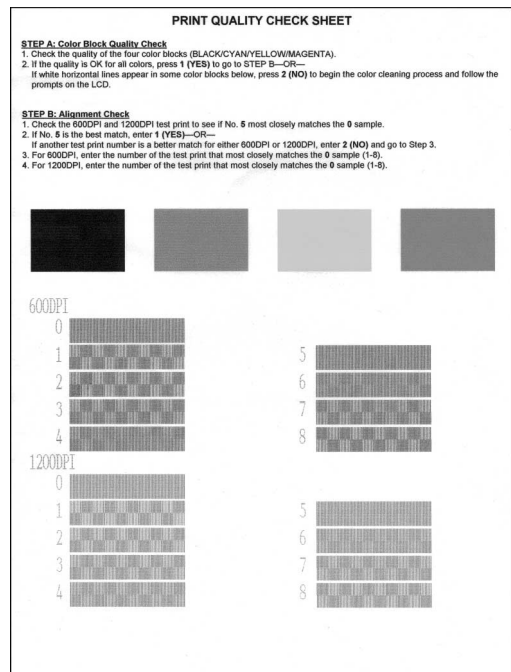 PRINT QUALITY CHECK SHEET
STEP A: Color Block Quality Check
1. Check the quality of the four color blocks (BLACK/CYAN/YELLOW/MAGENTA).
2. If the quality is OK for all colors, press 1 (YES) to go to STEP B—OR—
If white horizontal lines appear in some color blocks below, press 2 (NO) to begin the color cleaning process and follow the
prompts on the LCD.
STEP B: Alignment Check
1. Check the 600DPI and 1200DPI test print to see if No. 5 most closely matches the 0 sample.
2. If No. 5 is the best match, enter 1 (YES)—OR—
If another test print number is a better match for either 600DPI or 1200DPI, enter 2 (NO) and go to Step 3.
3. For 600DPI, enter the number of the test print that most closely matches the 0 sample (1-8).
4. For 1200DPI, enter the number of the test print that most closely matches the 0 sample (1-8).
600DPI
0
1
2
3
4
5
6
7
8
1200DPI
0
1
2
3
4
5
6
7
8